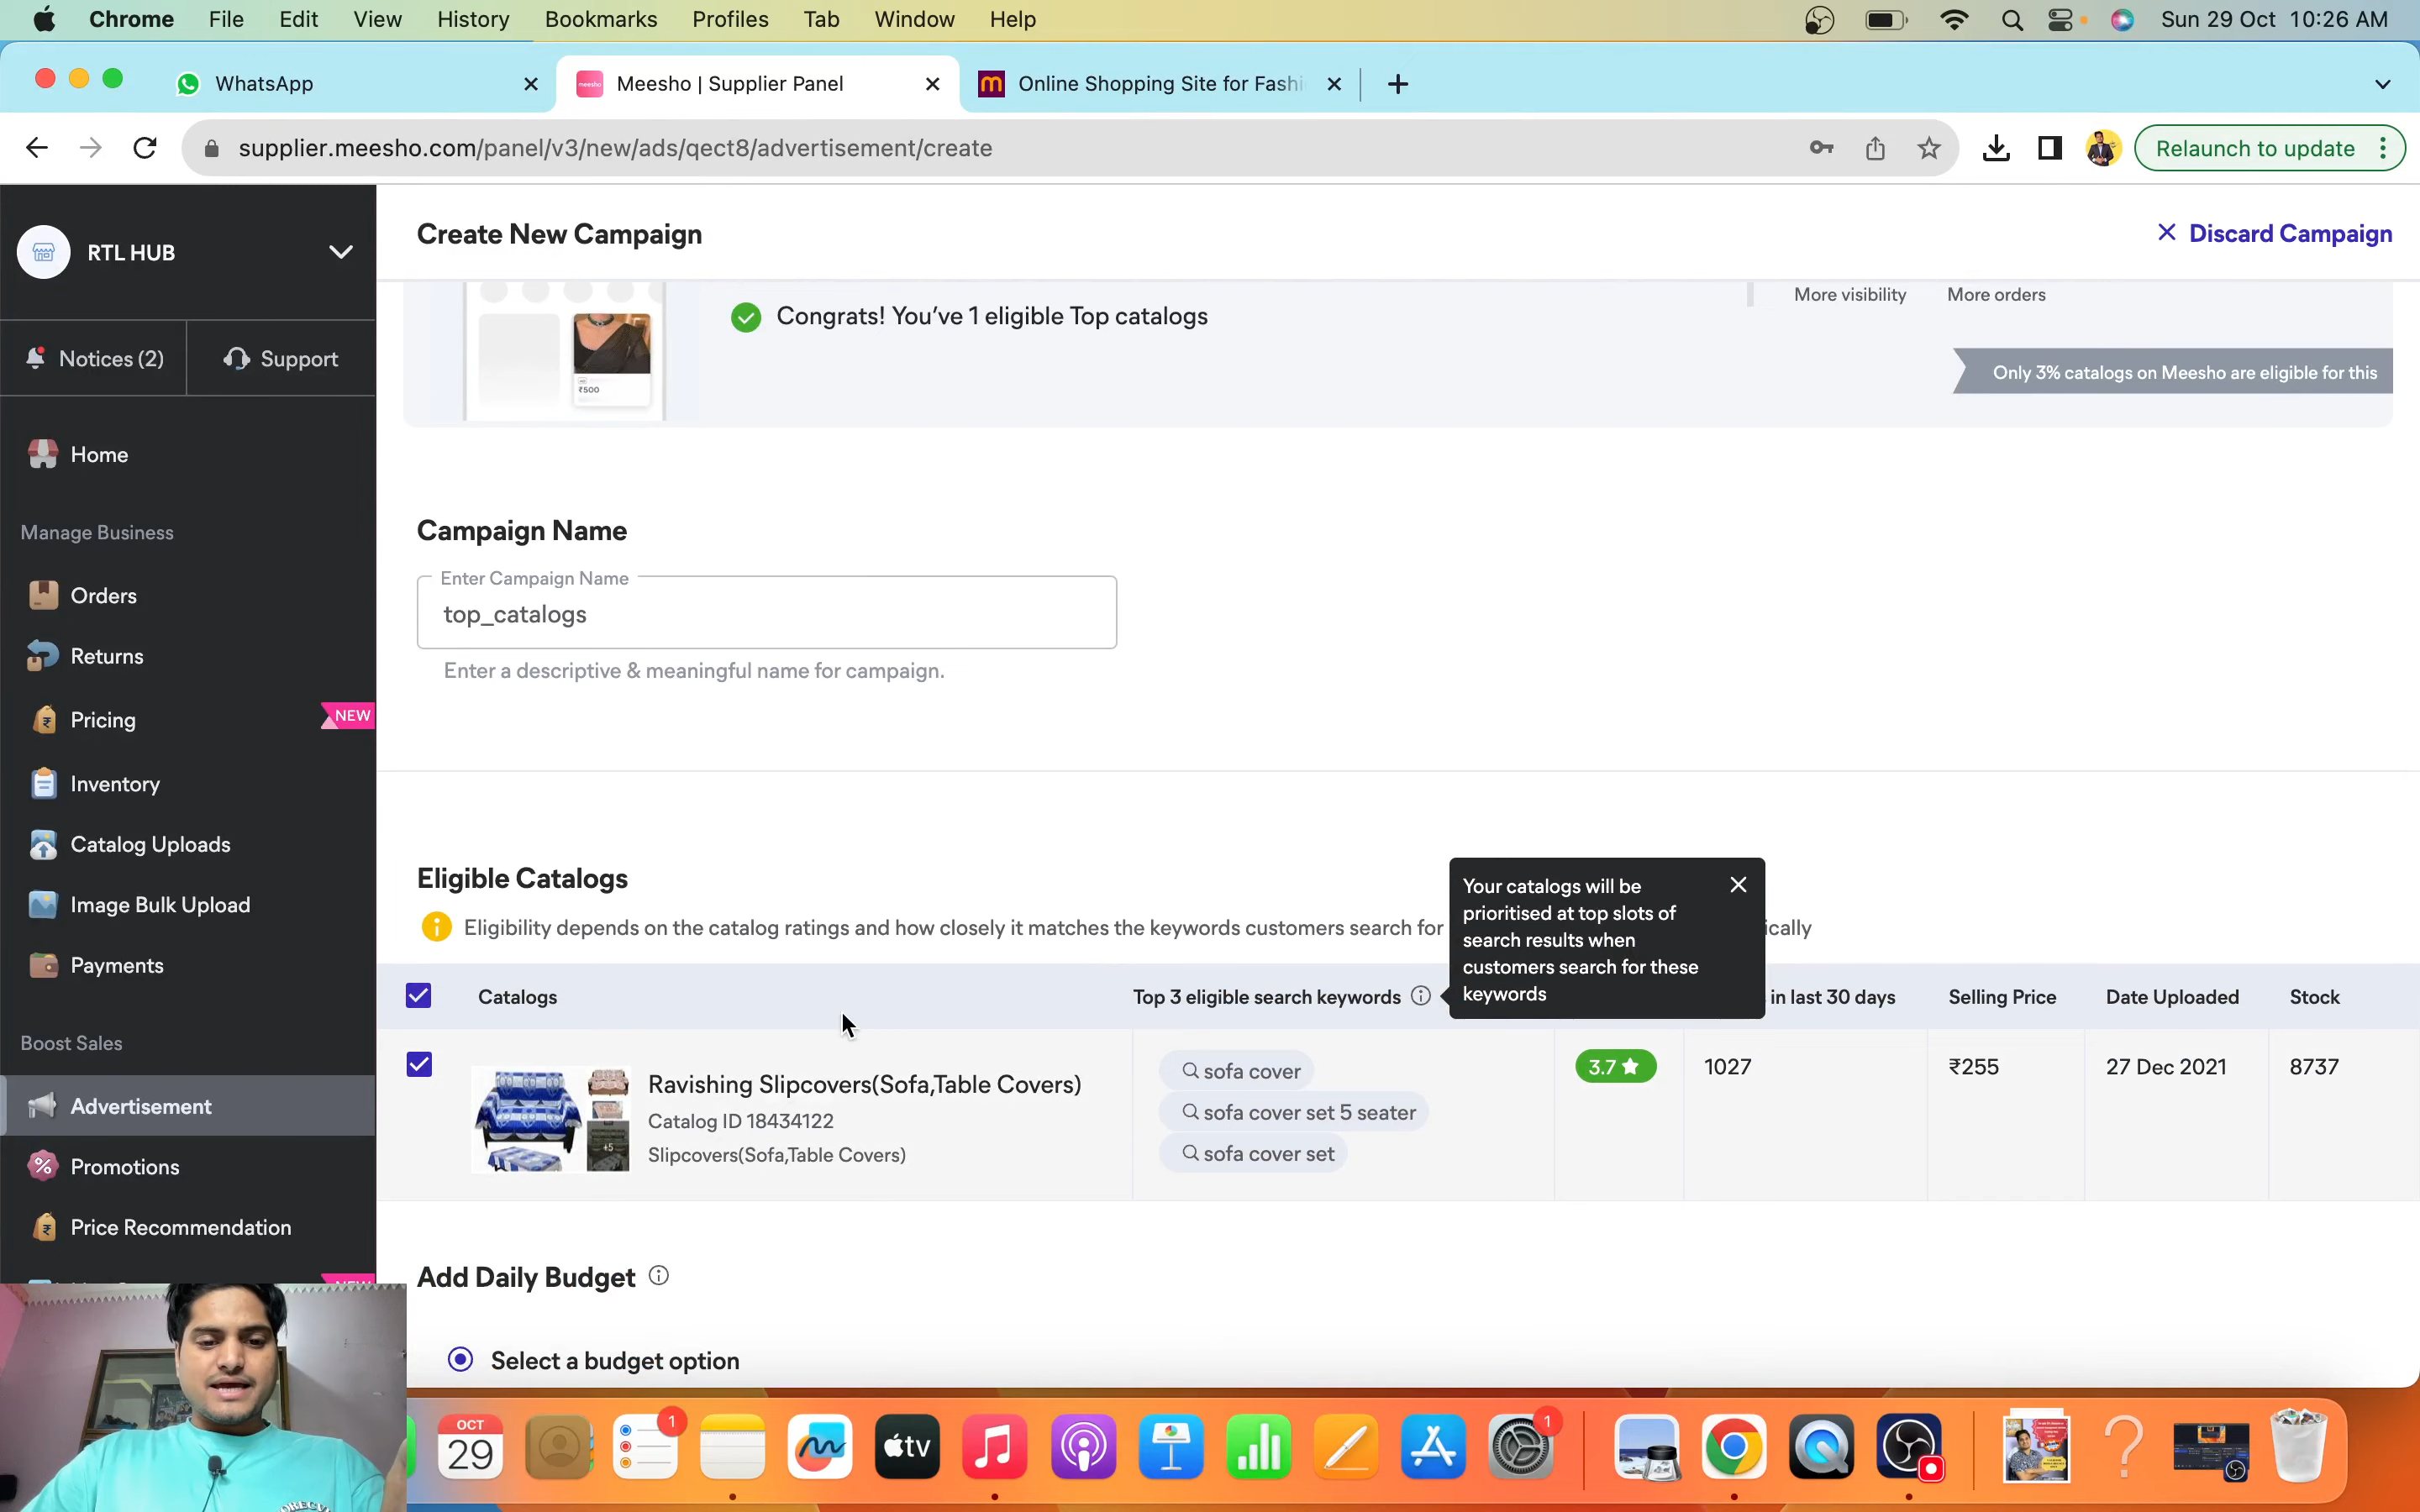 Chrome File Edit View History Bookmarks Profiles Tab Window Help Sun 29 Oct 10:26 AM
WhatsApp
Meesho | Supplier Panel
Online Shopping Site for Fashi
supplier.meesho.com/panel/v3/new/ads/qect8/advertisement/create
Relaunch to update
RTL HUB
Notices (2)
Support
Home
Manage Business
Orders
Returns
Pricing
NEW
Inventory
Catalog Uploads
Image Bulk Upload
Payments
Boost Sales
Advertisement
Promotions
Price Recommendation
Create New Campaign
Discard Campaign
₹500
Congrats! You've 1 eligible Top catalogs
More visibility More orders
Only 3% catalogs on Meesho are eligible for this
Campaign Name
Enter Campaign Name
top_catalogs
Enter a descriptive & meaningful name for campaign.
Eligible Catalogs
Eligibility depends on the catalog ratings and how closely it matches the keywords customers search for
ically
Your catalogs will be
prioritised at top slots of
search results when
customers search for these
keywords
Catalogs Top 3 eligible search keywords in last 30 days Selling Price Date Uploaded Stock
Ravishing Slipcovers(Sofa,Table Covers)
Catalog ID 18434122
Slipcovers(Sofa,Table Covers)
+5
sofa cover
sofa cover set 5 seater
sofa cover set
3.7 1027 ₹255 27 Dec 2021 8737
Add Daily Budget
Select a budget option
OCT
29
1
tv
1